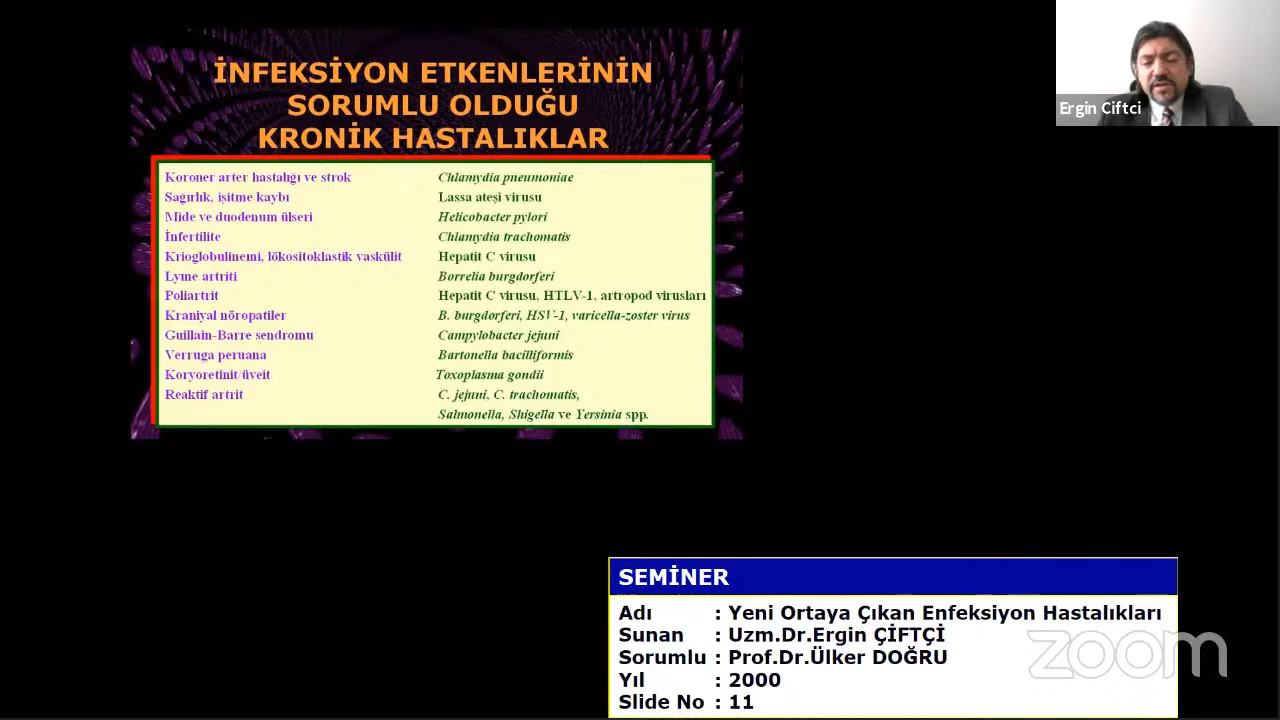 İNFEKSİYON ETKENLERİNİN
SORUMLU OLDUĞU
KRONİK HASTALIKLAR
Koroner arter hastalığı ve strok Chlamydia pneumoniae
Sağırlık, işitme kaybı Lassa ateşi virusu
Mide ve duodenum ülseri Helicobacter pylori
İnfertilite Chlamydia trachomatis
Krioglobulinemi, lökositoklastik vaskülit Hepatit C virusu
Lyme artriti Borrelia burgdorferi
Poliartrit Hepatit C virusu, HTLV-1, artropod virusları
Kraniyal nöropatiler B. burgdorferi, HSV-1, varicella-zoster virus
Guillain-Barre sendromu Campylobacter jejuni
Verruga peruana Bartonella bacilliformis
Koryoretinit/üveit Toxoplasma gondii
Reaktif artrit C. jejuni, C. trachomatis,
Salmonella, Shigella ve Yersinia spp.
Ergin Ciftci
SEMİNER
Adı : Yeni Ortaya Çıkan Enfeksiyon Hastalıkları
Sunan : Uzm.Dr.Ergin ÇİFTÇİ
Sorumlu : Prof.Dr.Ülker DOĞRU
Yıl : 2000
Slide No : 11
zoom